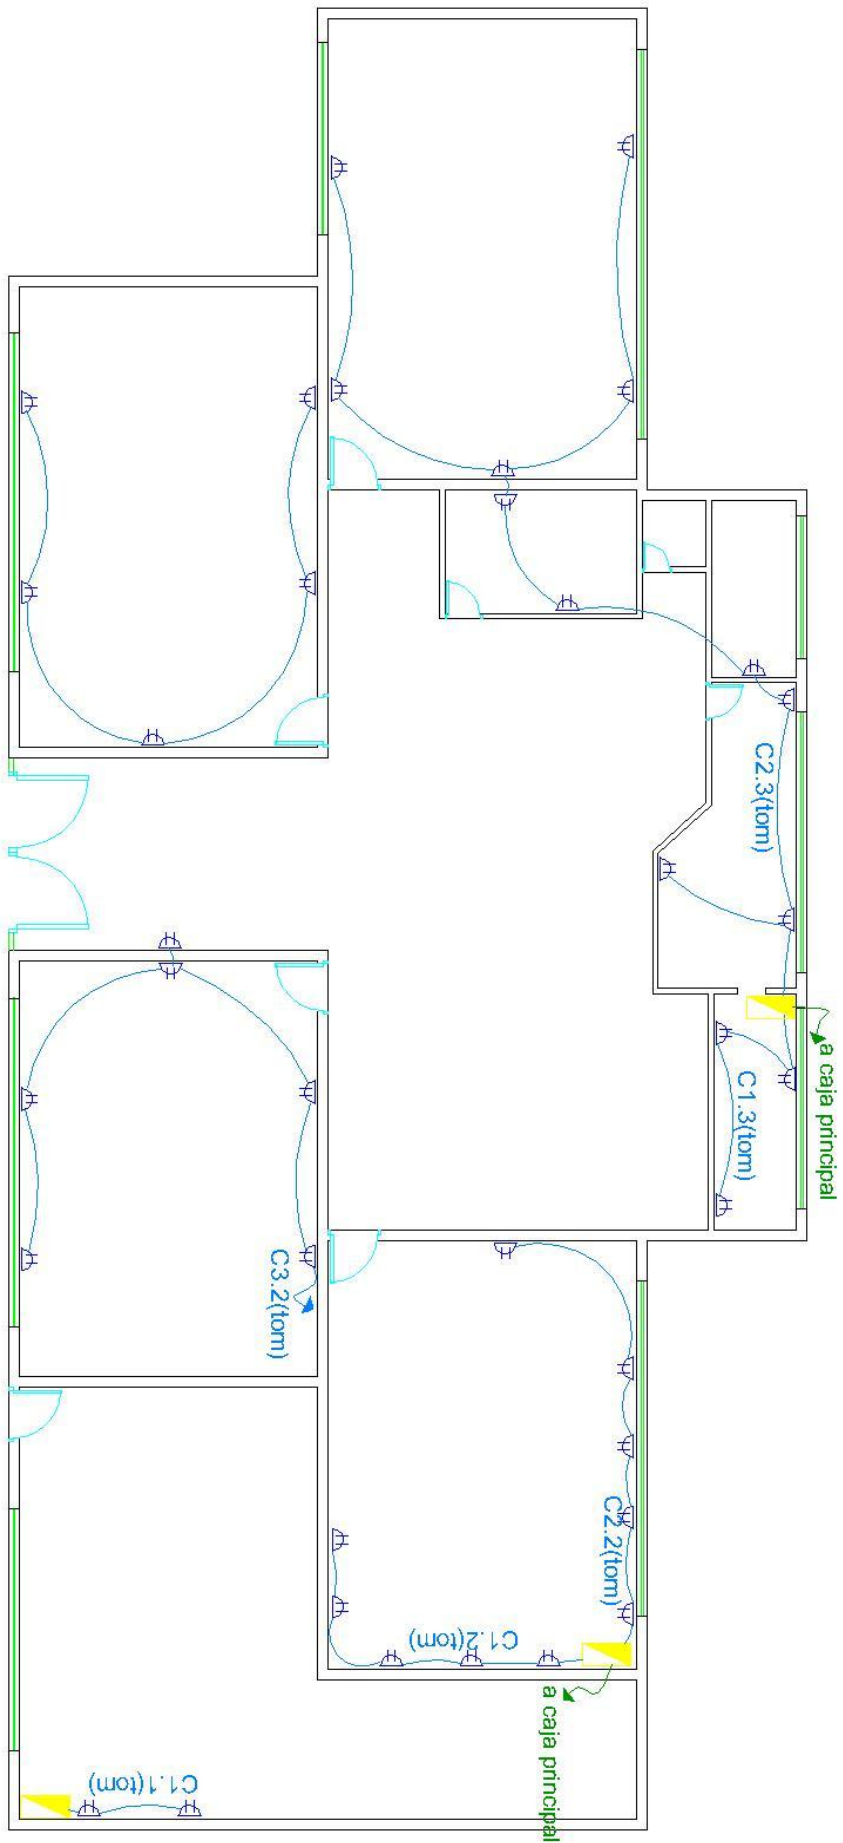 C2.3(tom)
a caja principal
C1.3(tom)
C3.2(tom)
C2.2(tom)
C1.2(tom)
a caja principal
C1.1(tom)